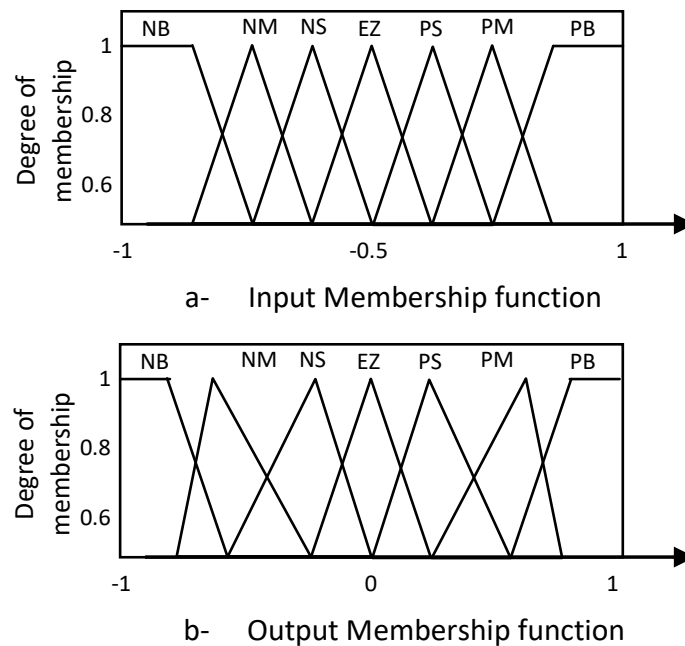 NB NM NS EZ PS PM PB
1
0.8
0.6
Degree of
membership
-1 -0.5 1
a- Input Membership function
NB NM NS EZ PS PM PB
1
0.8
0.6
Degree of
membership
-1 0 1
b- Output Membership function